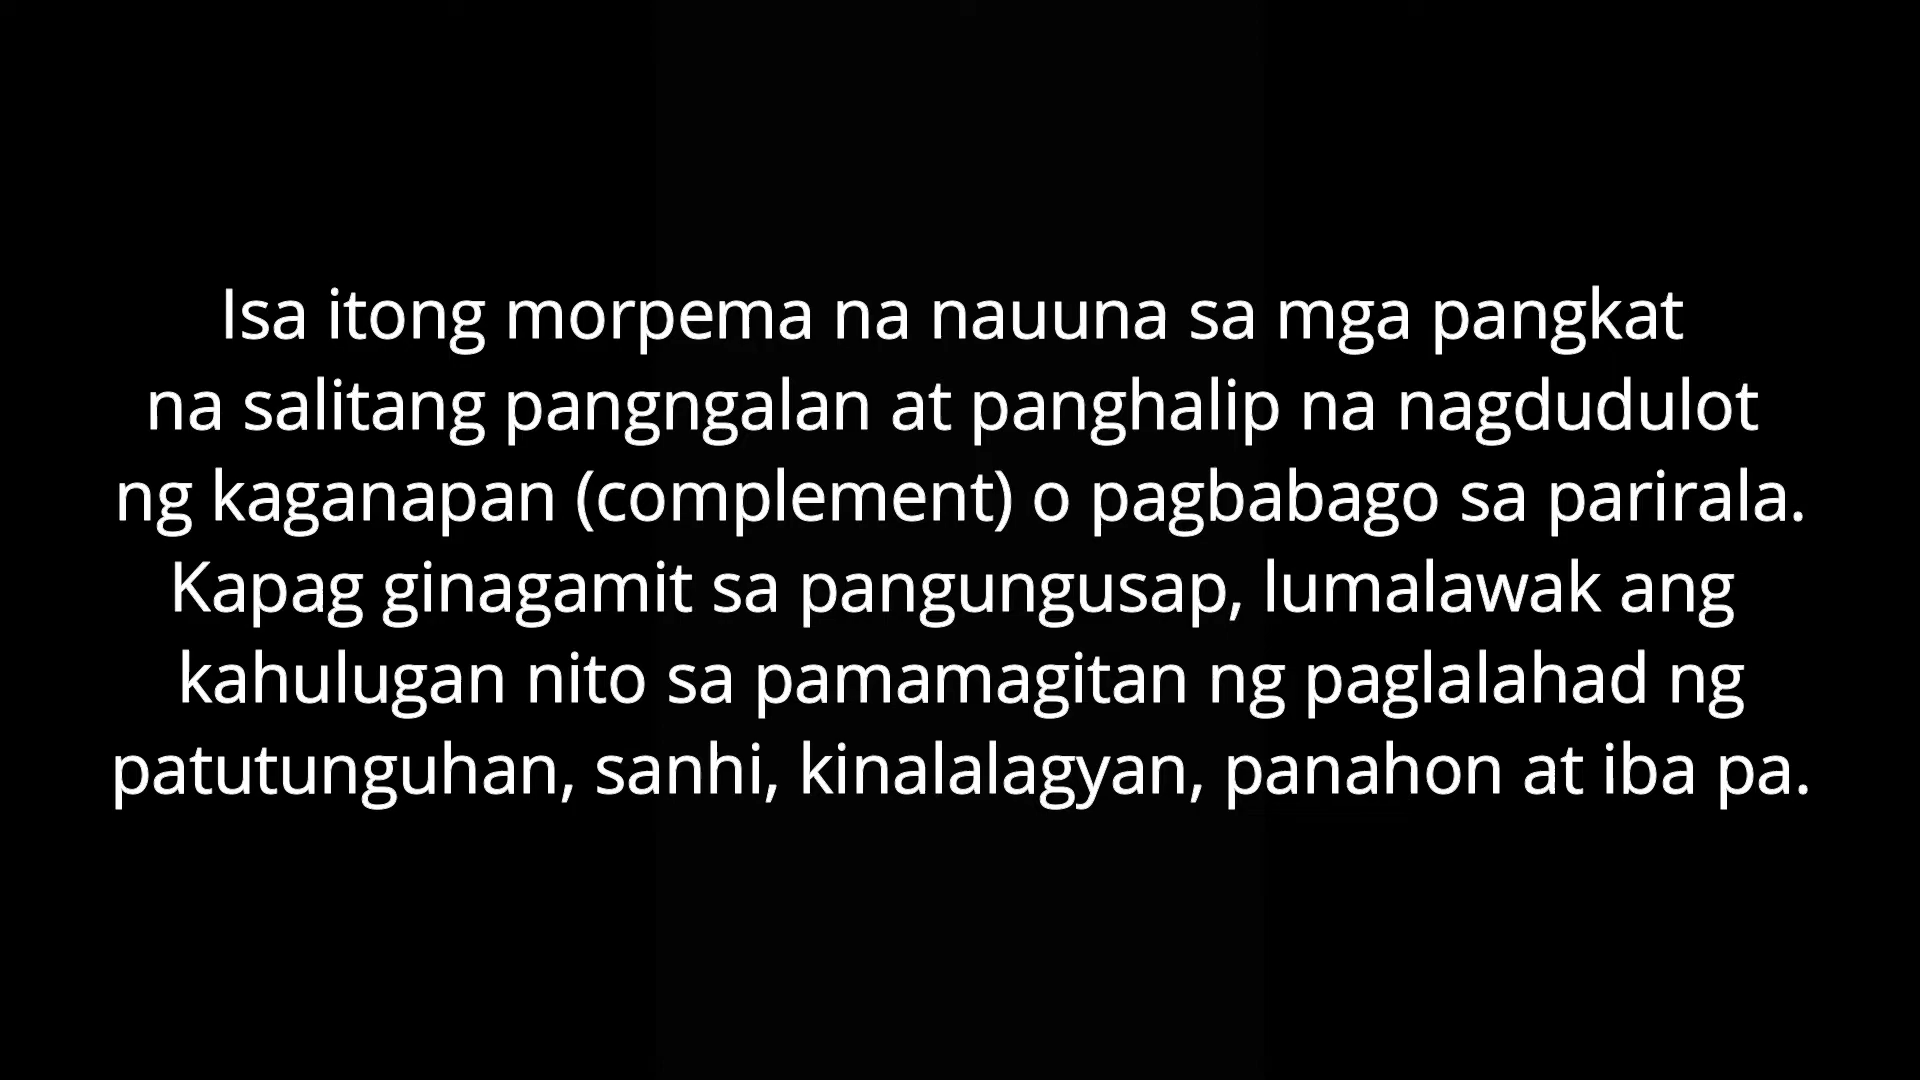 Isa itong morpema na nauuna sa mga pangkat
na salitang pangngalan at panghalip na nagdudulot
ng kaganapan (complement) o pagbabago sa parirala.
Kapag ginagamit sa pangungusap, lumalawak ang
kahulugan nito sa pamamagitan ng paglalahad ng
patutunguhan, sanhi, kinalalagyan, panahon at iba pa.